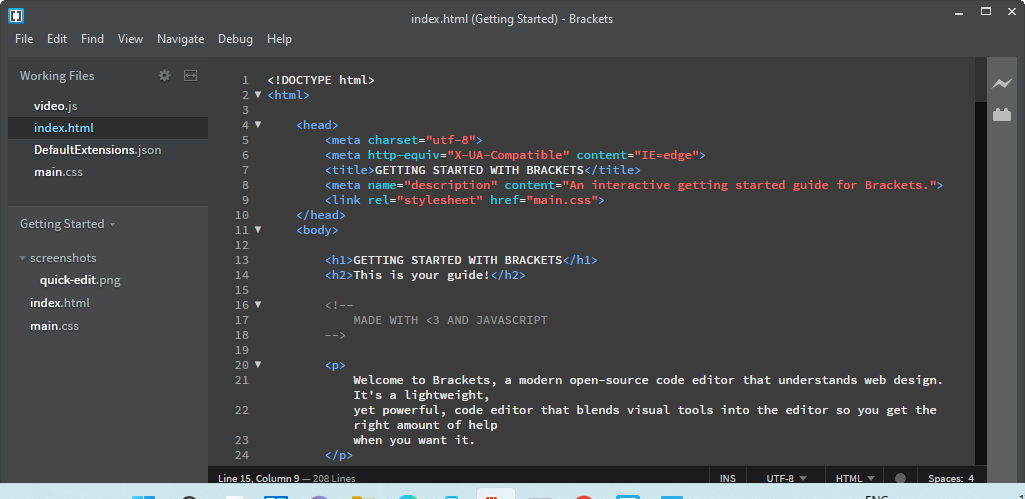 index.html (Getting Started) - Brackets
File Edit Find View Navigate Debug Help
Working Files
video.js
index.html
DefaultExtensions.json
main.css
Getting Started
screenshots
quick-edit.png
index.html
main.css
1 <!DOCTYPE html>
2 <html>
3
4 <head>
5 <meta charset="utf-8">
6 <meta http-equiv="X-UA-Compatible" content="IE=edge">
7 <title>GETTING STARTED WITH BRACKETS</title>
8 <meta name="description" content="An interactive getting started guide for Brackets.">
9 <link rel="stylesheet" href="main.css">
10 </head>
11 <body>
12
13 <h1>GETTING STARTED WITH BRACKETS</h1>
14 <h2>This is your guide!</h2>
15
16 <!--
17 MADE WITH <3 AND JAVASCRIPT
18 -->
19
20 <p>
21 Welcome to Brackets, a modern open-source code editor that understands web design.
It's a lightweight,
22 yet powerful, code editor that blends visual tools into the editor so you get the
right amount of help
23 when you want it.
24 </p>
Line 15, Column 9 — 208 Lines INS UTF-8 HTML Spaces: 4